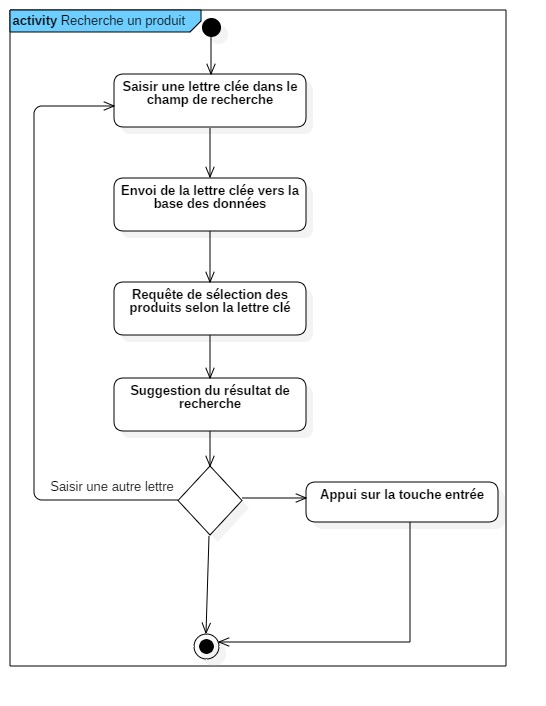 activity Recherche un produit
Saisir une lettre clée dans le
champ de recherche
Envoi de la lettre clée vers la
base des données
Requête de sélection des
produits selon la lettre clé
Suggestion du résultat de
recherche
Saisir une autre lettre
Appui sur la touche entrée